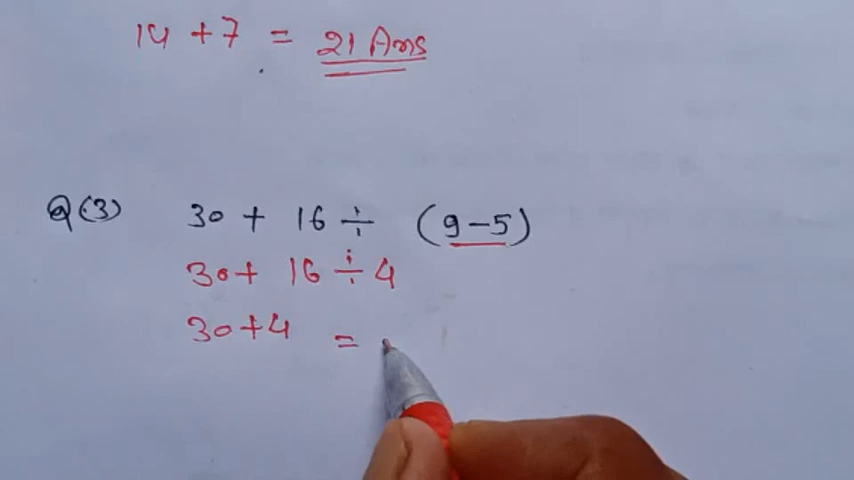 14 + 7 = 21 Ans
Q(3) 30 + 16 ÷ (9-5)
30+ 16 ÷ 4
30+4 =